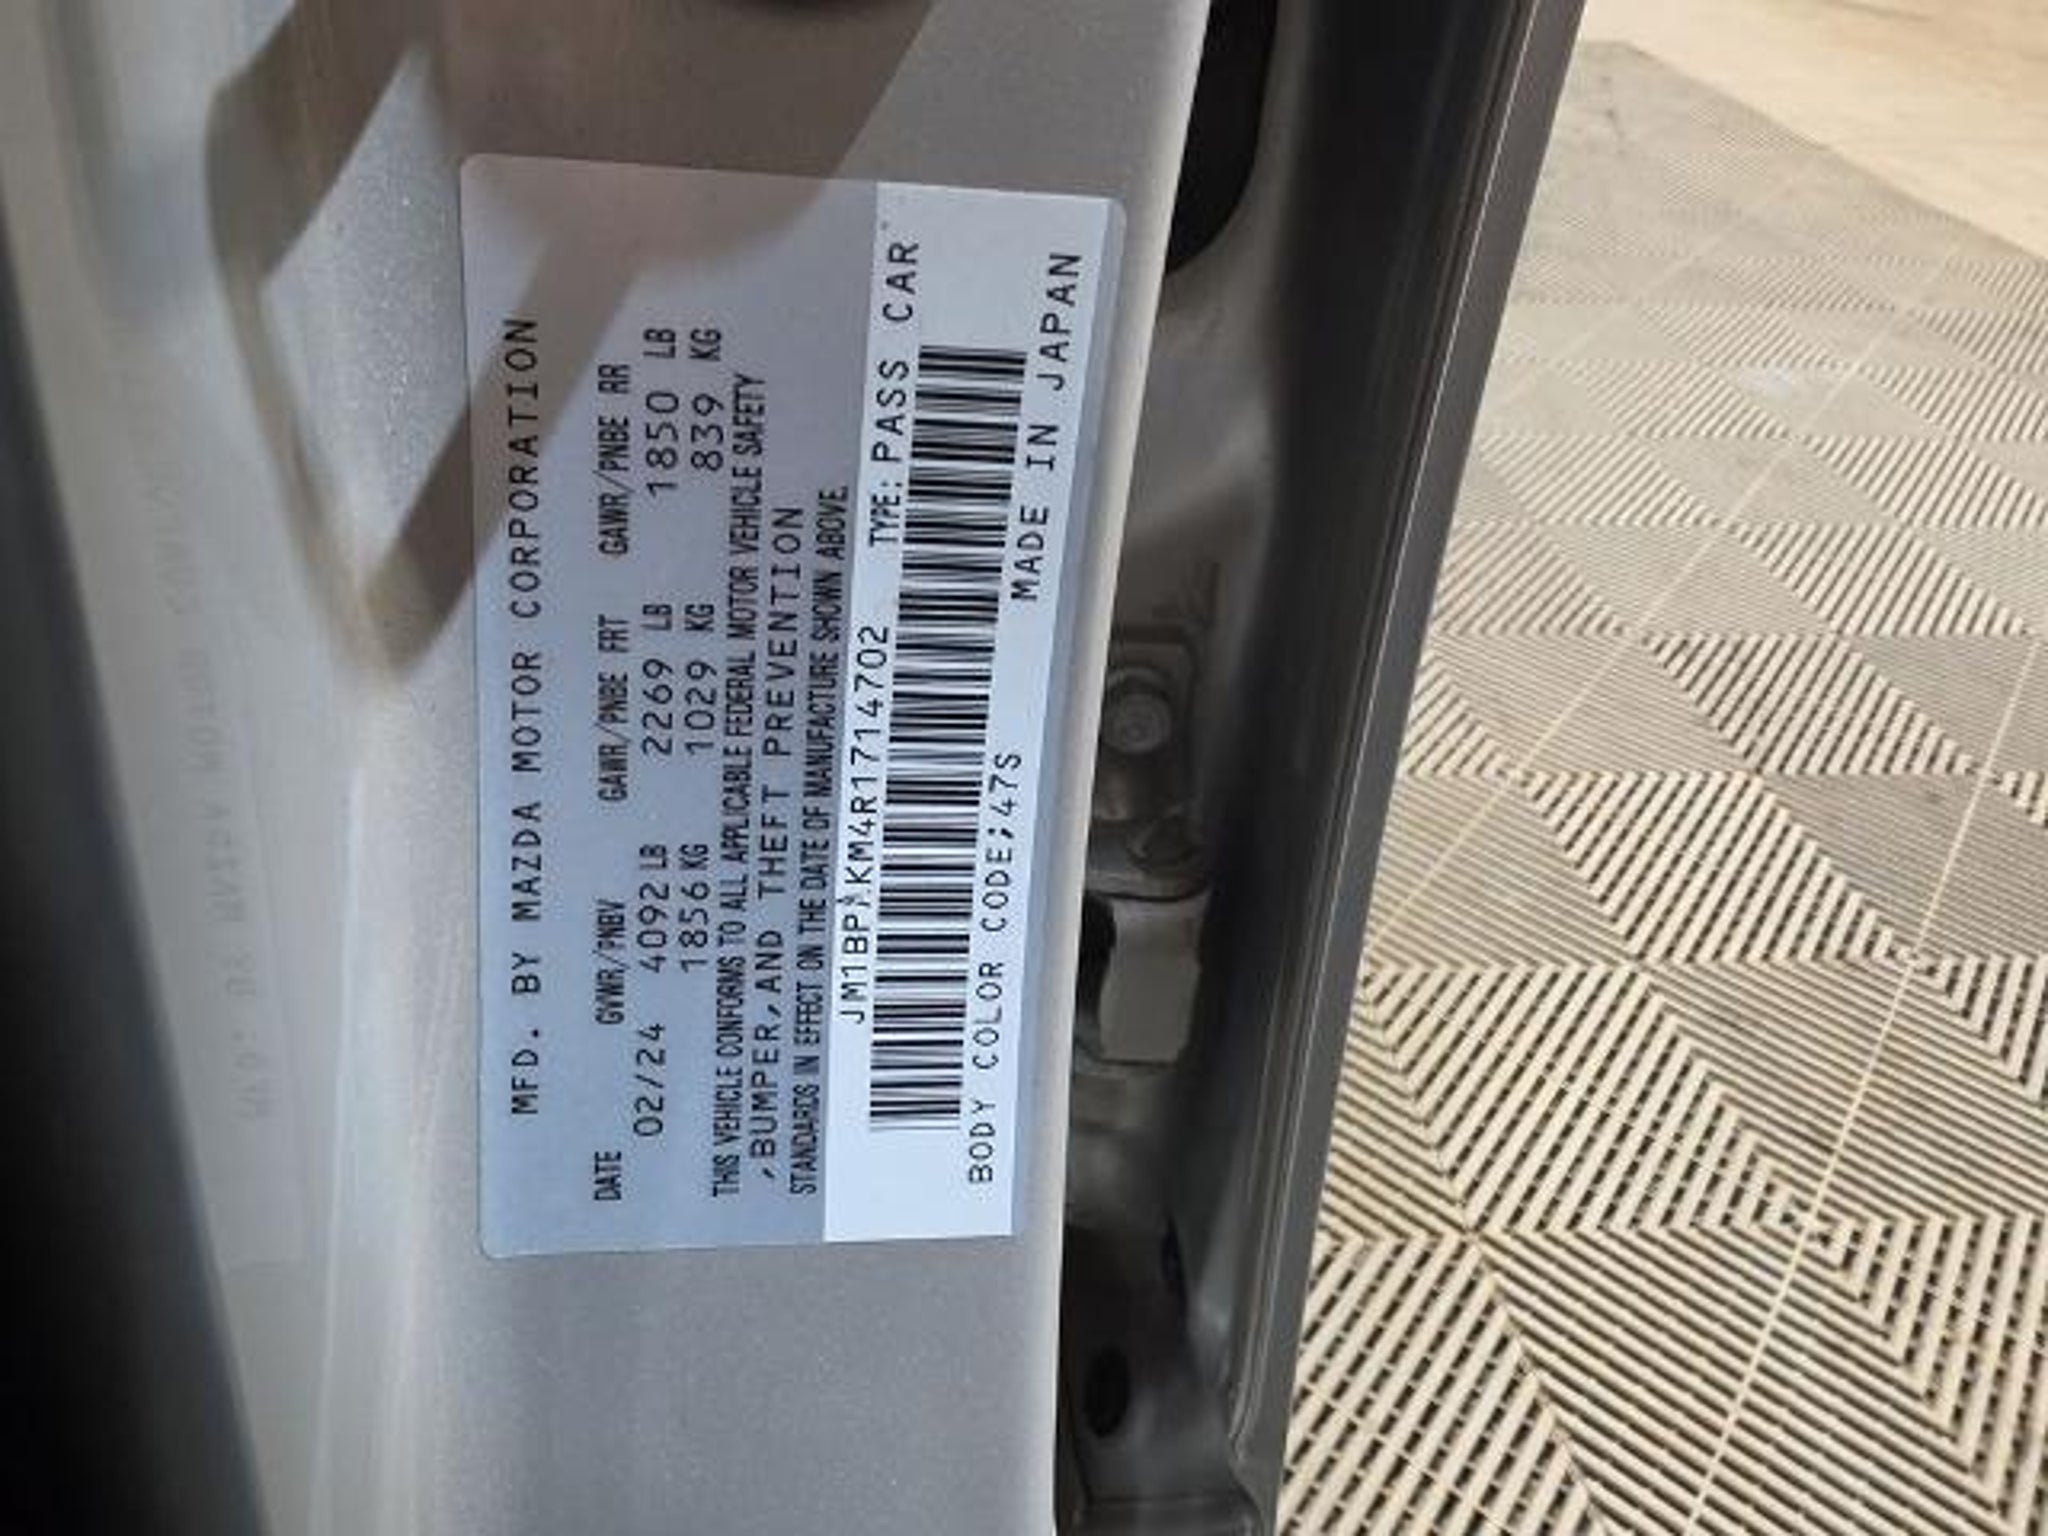 MFD. BY MAZDA MOTOR CORPORATION
DATE GVWR/PNBV GAWR/PNBE FRT GAWR/PNBE RR
02/24 4092 LB 2269 LB 1850 LB
1856 KG 1029 KG 839 KG
THIS VEHICLE CONFORMS TO ALL APPLICABLE FEDERAL MOTOR VEHICLE SAFETY
,BUMPER,AND THEFT PREVENTION
STANDARDS IN EFFECT ON THE DATE OF MANUFACTURE SHOWN ABOVE.
JM1BPAKM4R1714702 TYPE: PASS CAR
BODY COLOR CODE;47S MADE IN JAPAN